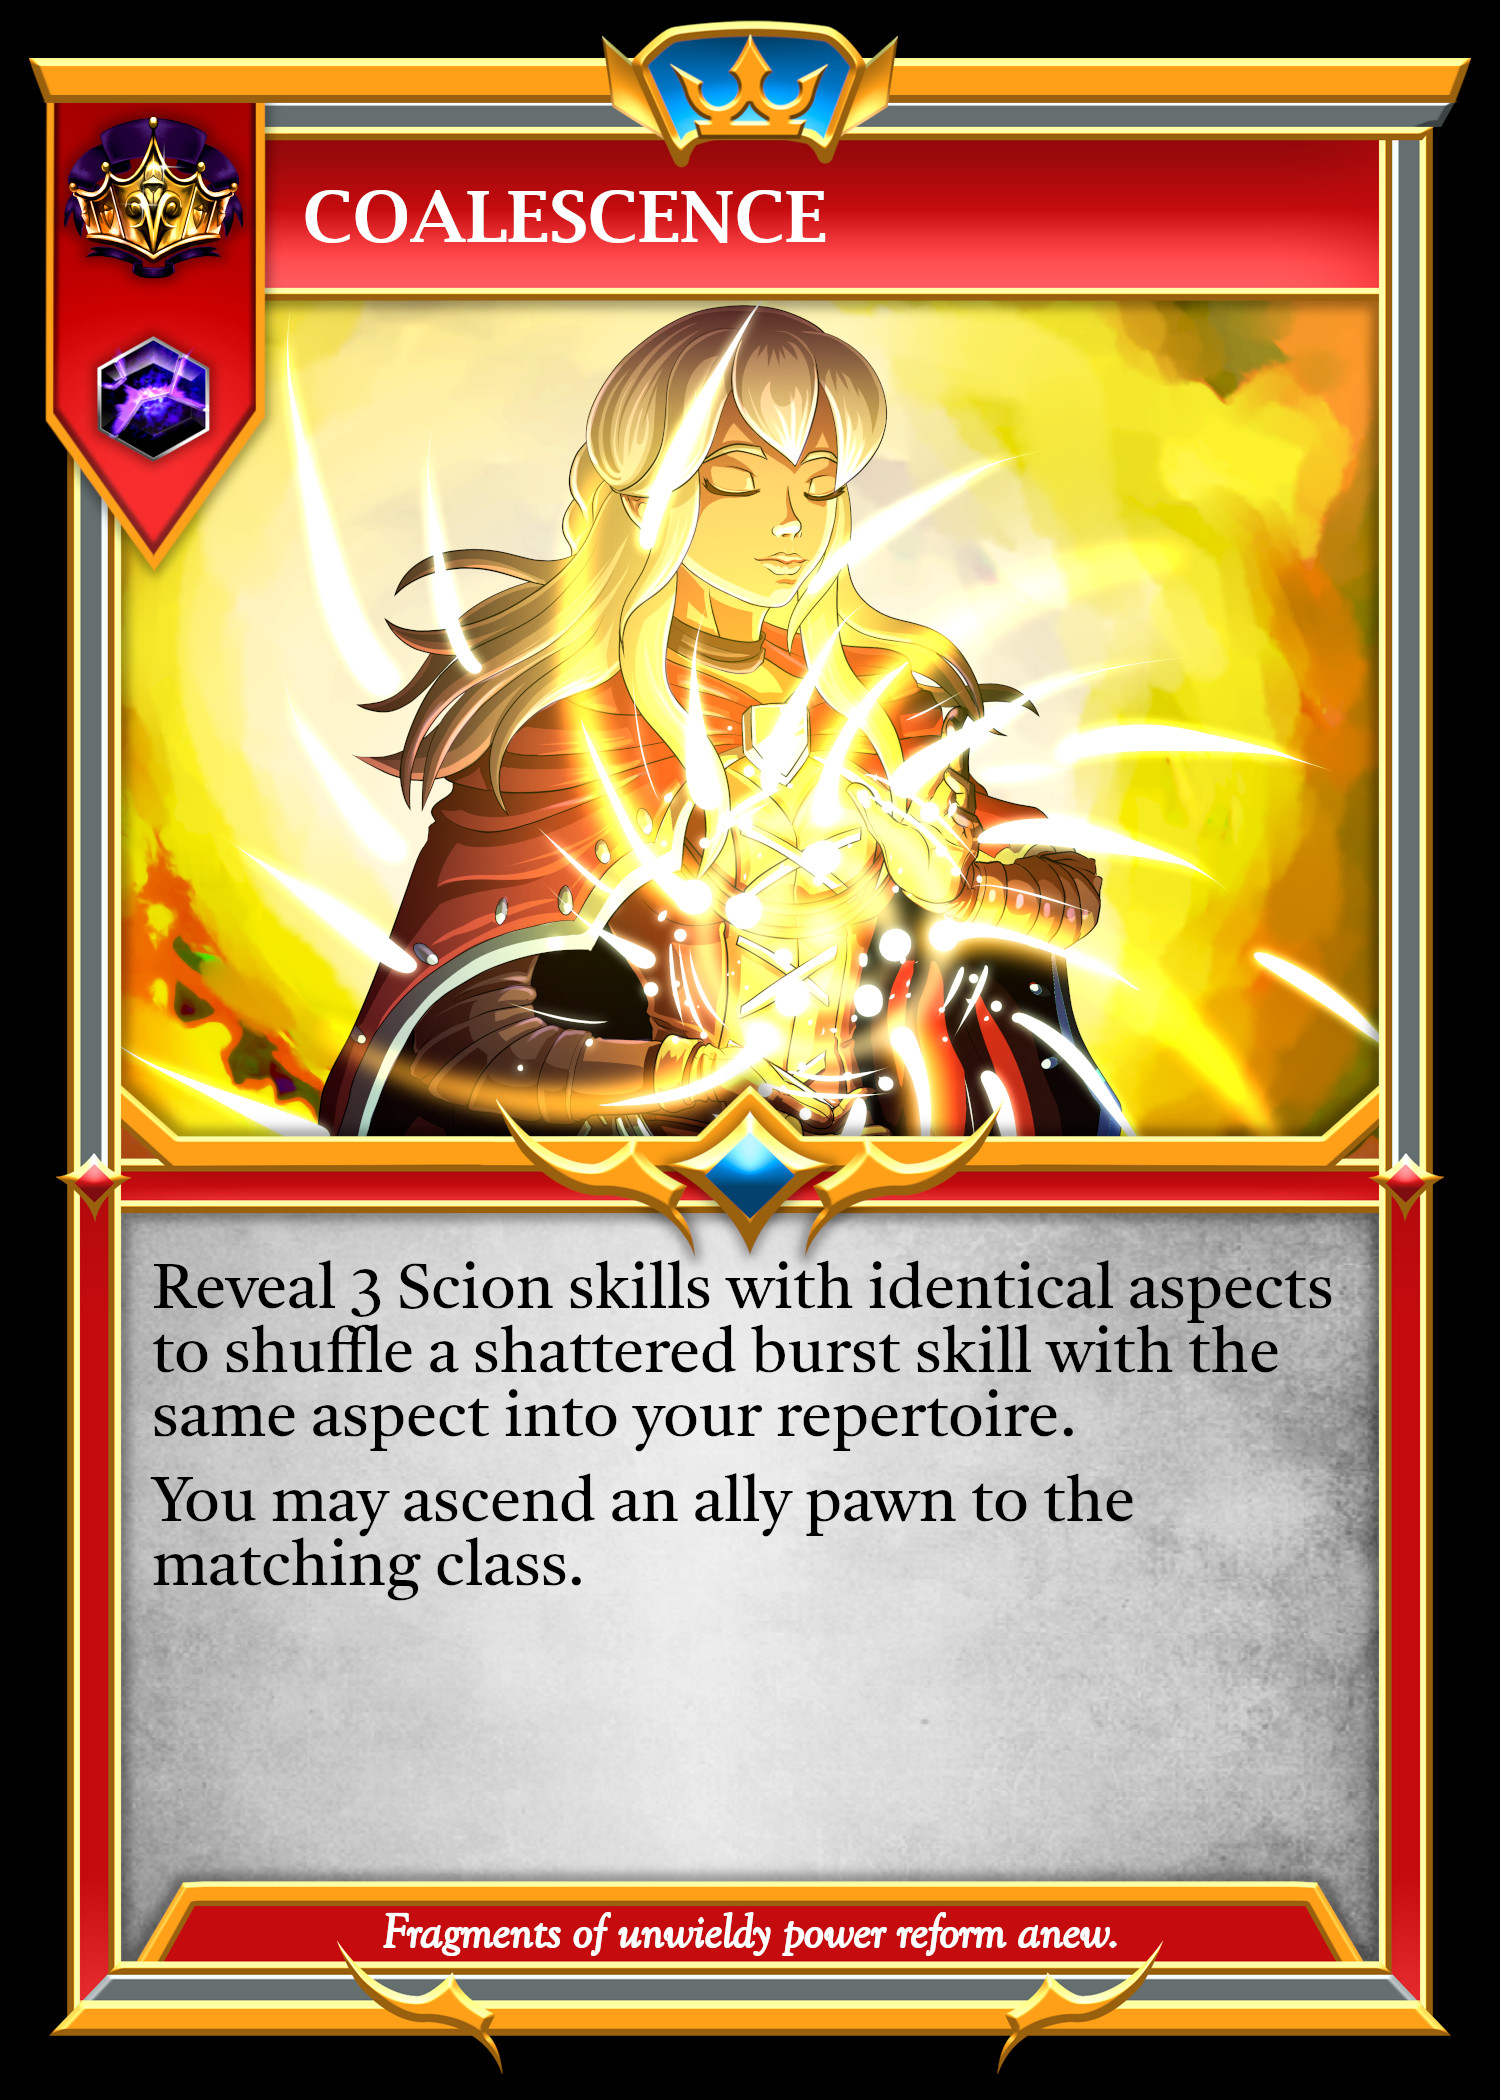 COALESCENCE
Reveal 3 Scion skills with identical aspects
to shuffle a shattered burst skill with the
same aspect into your repertoire.
You may ascend an ally pawn to the
matching class.
Fragments of unwieldy power reform anew.